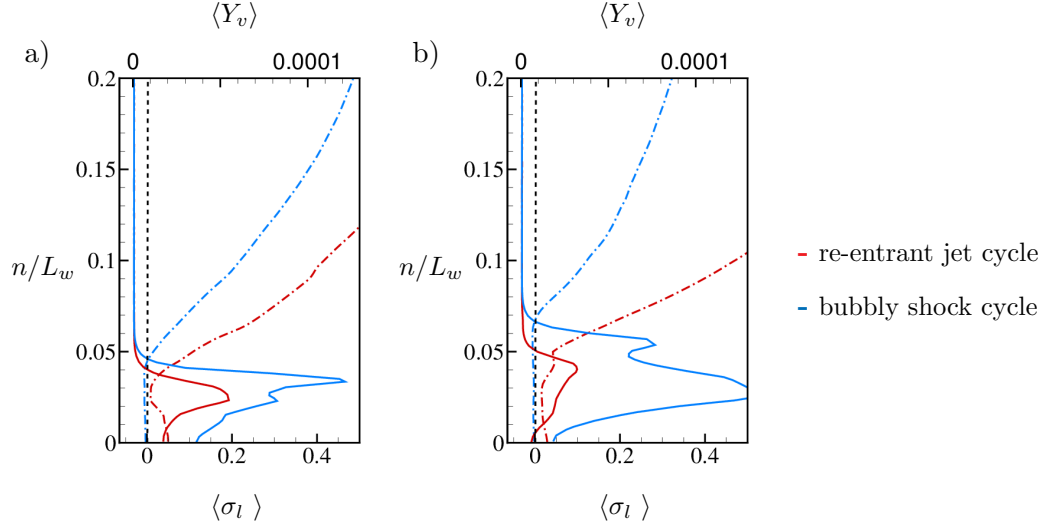 ⟨Y_v⟩
⟨Y_v⟩
a)
0
0.0001
b)
0
0.0001
0.2
0.15
0.1
0.05
0
n/L_w
0
0.2
0.4
⟨σ_l ⟩
0.2
0.15
0.1
0.05
0
n/L_w
0
0.2
0.4
⟨σ_l ⟩
re-entrant jet cycle
bubbly shock cycle